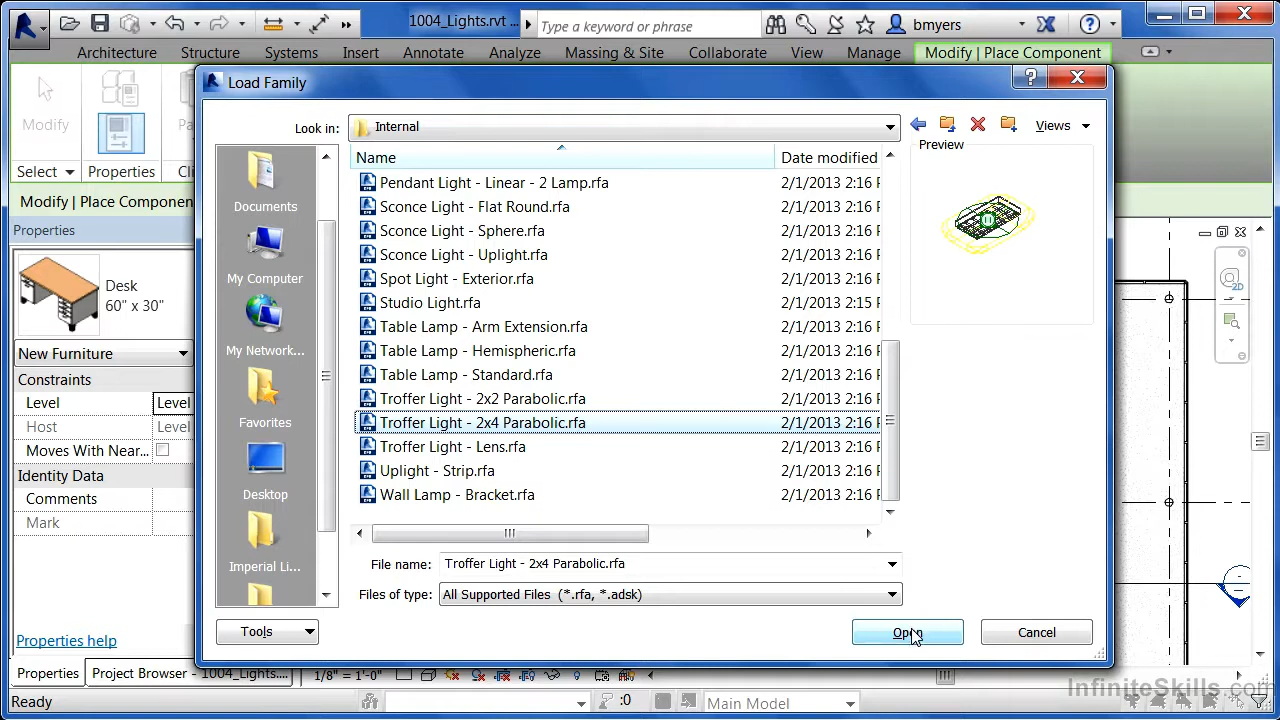 1004_Lights.rvt ...
Type a keyword or phrase
bmyers
Architecture Structure Systems Insert Annotate Analyze Massing & Site Collaborate View Manage Modify | Place Component
Modify
Select
Properties
Modify | Place Component
Properties
Desk
60" x 30"
New Furniture
Constraints
Level Level
Host Level
Moves With Near...
Identity Data
Comments
Mark
Properties help
Properties
Project Browser - 1004_Lights....
Load Family
Look in: Internal
Views
Name
Date modified
Preview
Documents
My Computer
My Network...
Favorites
Desktop
Imperial Li...
Pendant Light - Linear - 2 Lamp.rfa 2/1/2013 2:16 P
Sconce Light - Flat Round.rfa 2/1/2013 2:16 P
Sconce Light - Sphere.rfa 2/1/2013 2:16 P
Sconce Light - Uplight.rfa 2/1/2013 2:16 P
Spot Light - Exterior.rfa 2/1/2013 2:16 P
Studio Light.rfa 2/1/2013 2:15 P
Table Lamp - Arm Extension.rfa 2/1/2013 2:16 P
Table Lamp - Hemispheric.rfa 2/1/2013 2:16 P
Table Lamp - Standard.rfa 2/1/2013 2:16 P
Troffer Light - 2x2 Parabolic.rfa 2/1/2013 2:16 P
Troffer Light - 2x4 Parabolic.rfa 2/1/2013 2:16 P
Troffer Light - Lens.rfa 2/1/2013 2:16 P
Uplight - Strip.rfa 2/1/2013 2:16 P
Wall Lamp - Bracket.rfa 2/1/2013 2:16 P
File name: Troffer Light - 2x4 Parabolic.rfa
Files of type: All Supported Files (*.rfa, *.adsk)
Tools
Open
Cancel
2D
1/8" = 1'-0"
Ready
:0
Main Model
InfiniteSkills.com